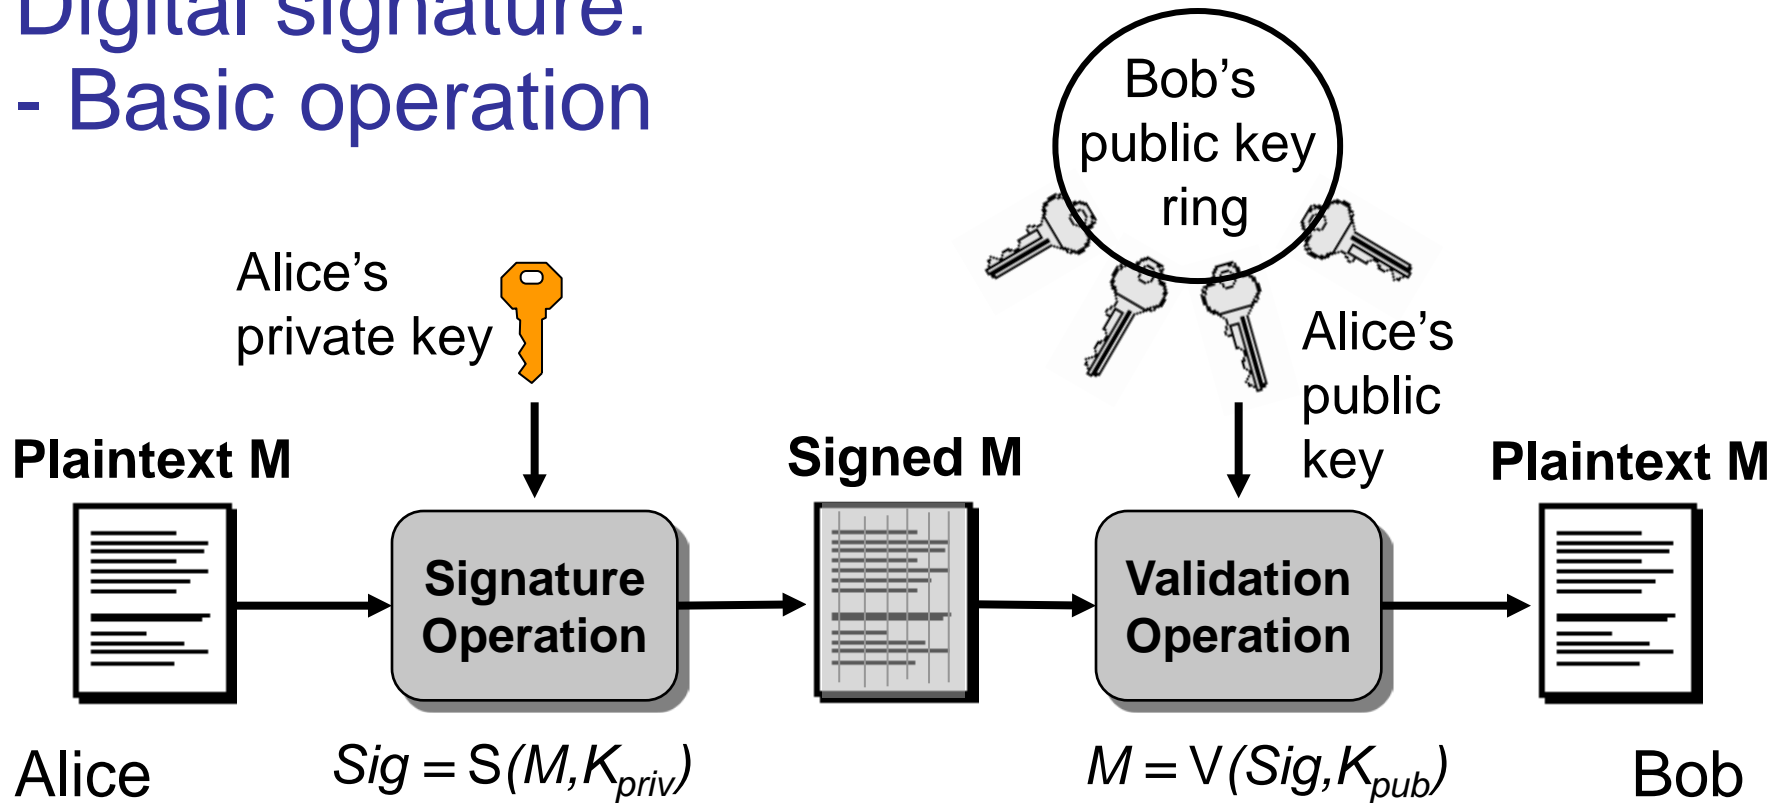 Digital signature:
- Basic operation
Bob's
public key
ring
Alice's
private key
Alice's
public
key
Plaintext M
Signed M
Plaintext M
Signature
Operation
Validation
Operation
Alice
Sig = S(M,Kpriv)
M = V(Sig,Kpub)
Bob